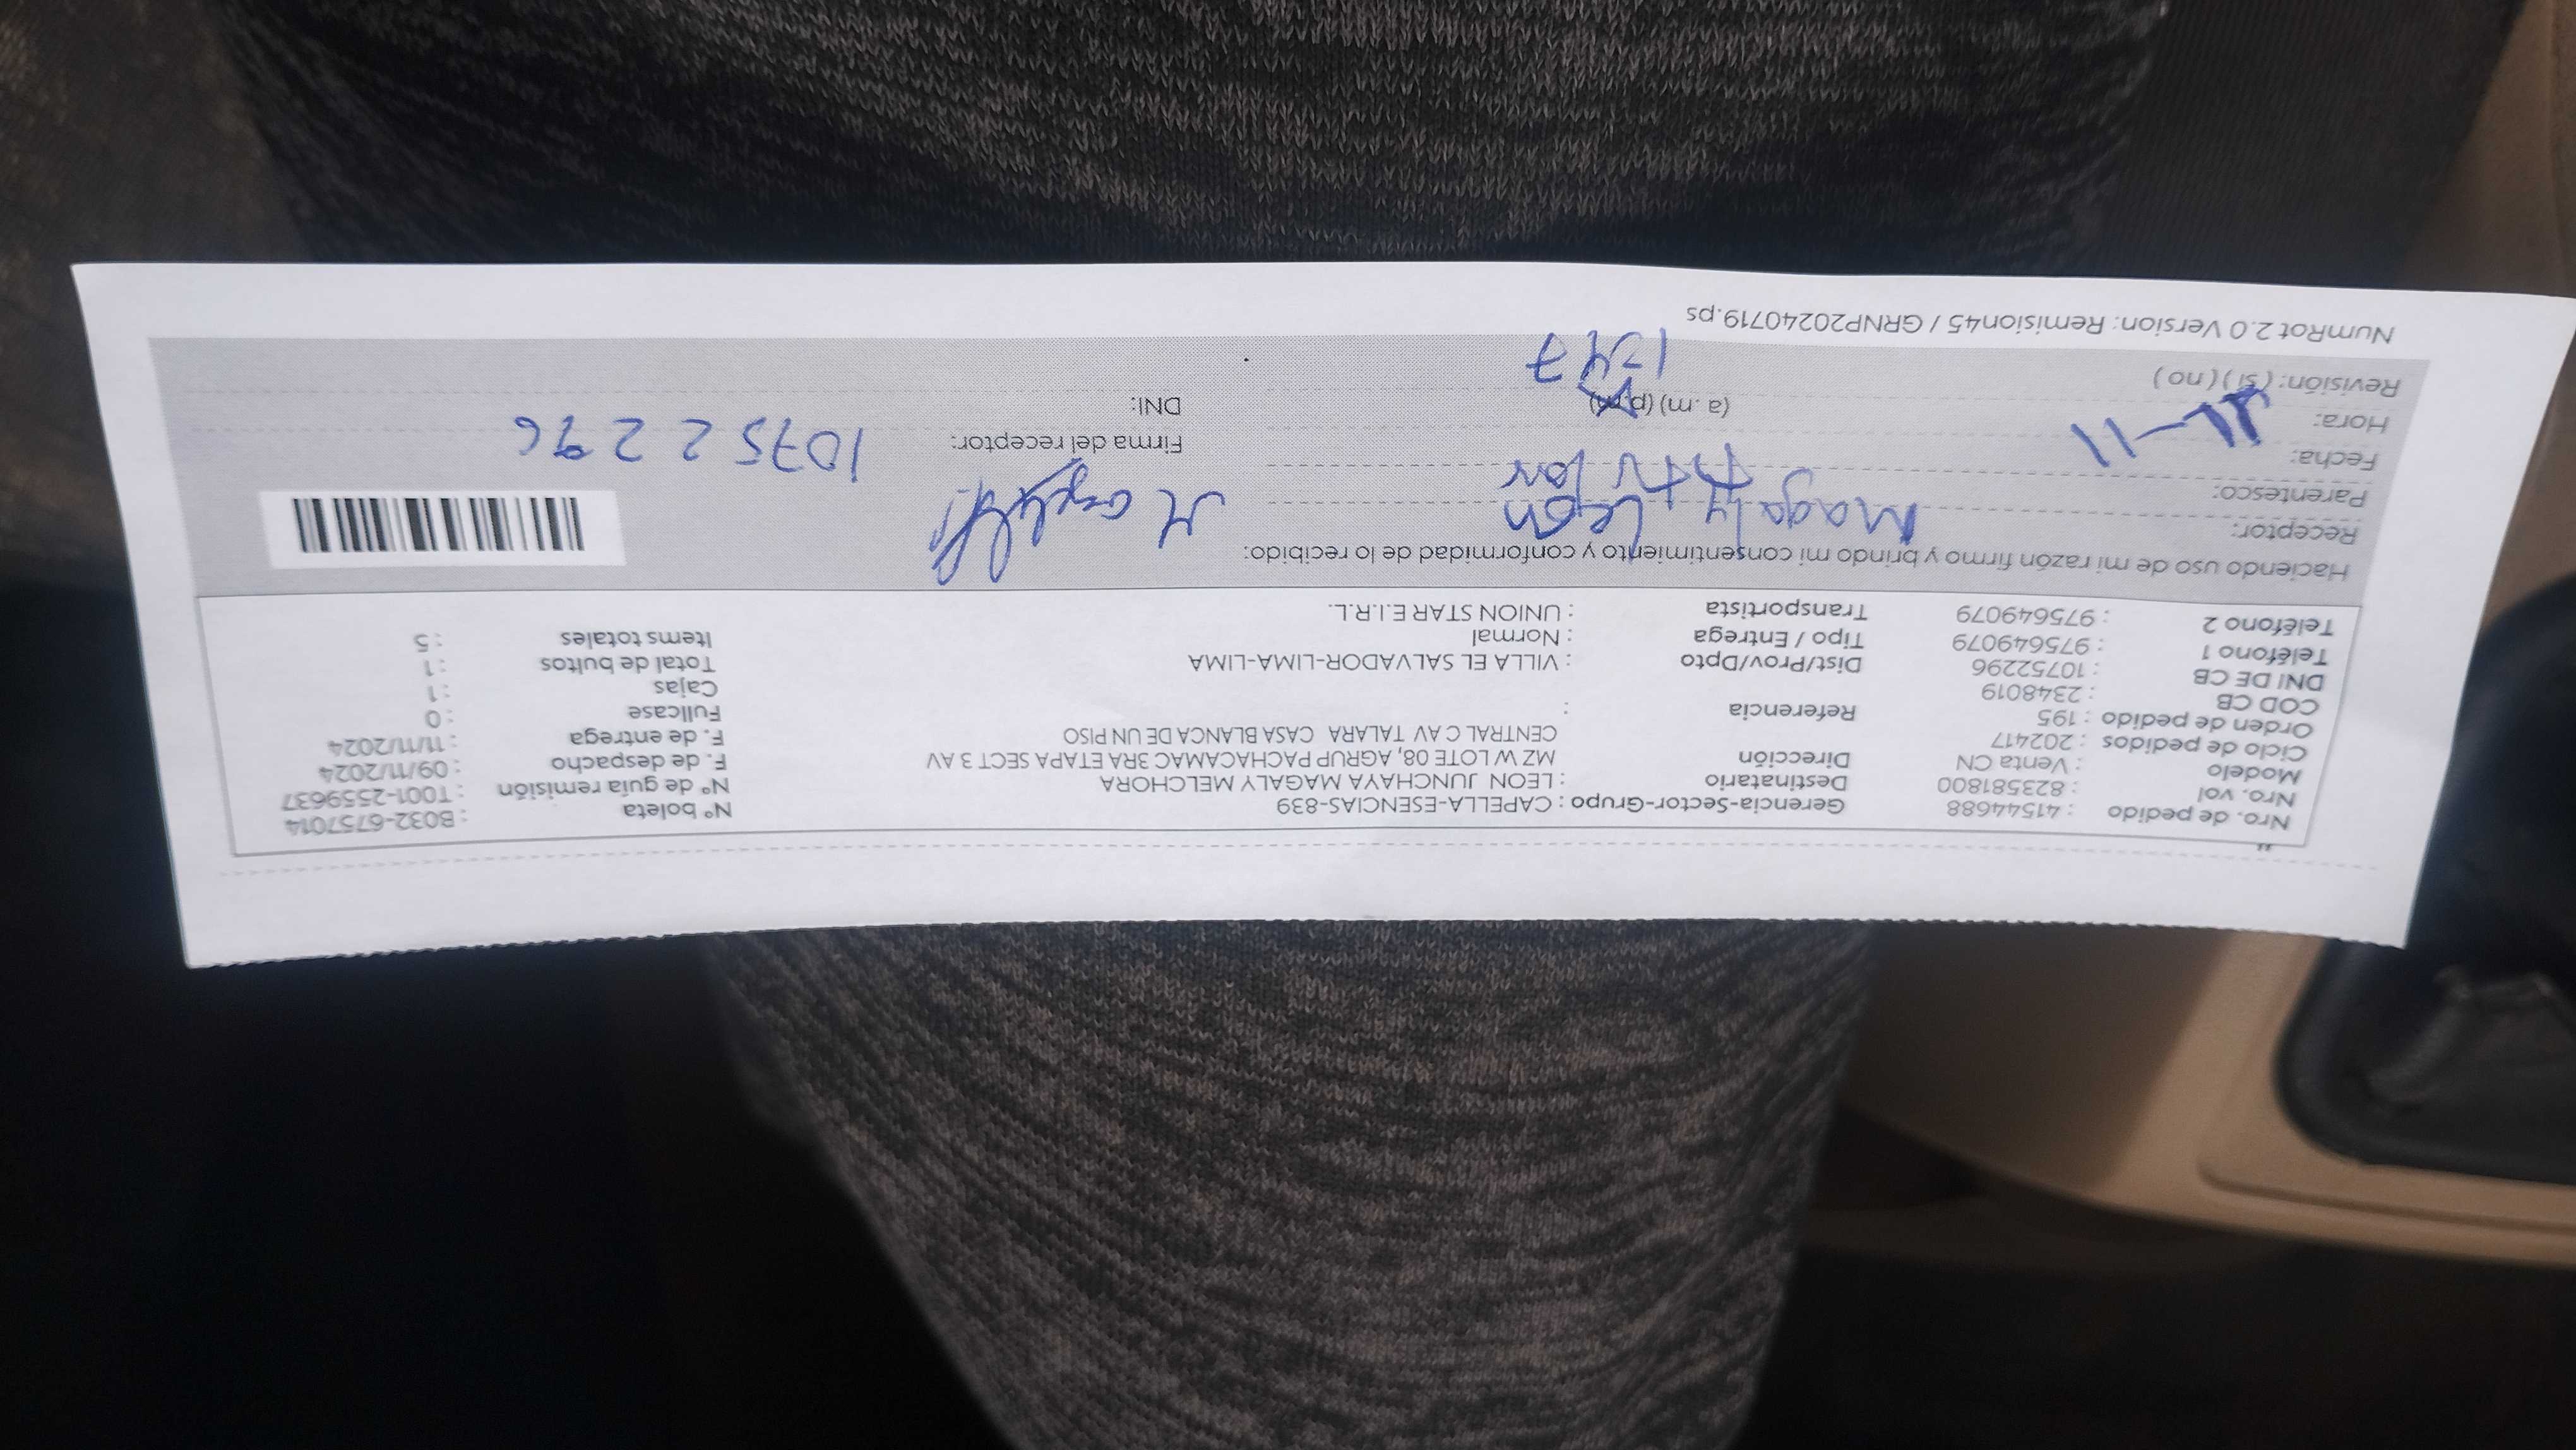 Nro. de pedido : 41544688 Gerencia-Sector-Grupo : CAPELLA-ESENCIAS-839 Nº boleta : B032-6757014
Nro. vol : 823581800 Destinatario : LEON JUNCHAYA MAGALY MELCHORA Nº de guía remisión : T001-2559637
Modelo : Venta CN Dirección MZ W LOTE 08, AGRUP PACHACAMAC 3RA ETAPA SECT 3 AV F. de despacho : 09/11/2024
Ciclo de pedidos : 202417 CENTRAL C AV TALARA CASA BLANCA DE UN PISO F. de entrega : 11/11/2024
Orden de pedido : 195 Referencia : Fullcase : 0
COD CB : 2348019 Cajas : 1
DNI DE CB : 10752296 Dist/Prov/Dpto : VILLA EL SALVADOR-LIMA-LIMA Total de bultos : 1
Teléfono 1 : 975649079 Tipo / Entrega : Normal Items totales : 5
Teléfono 2 : 975649079 Transportista : UNION STAR E.I.R.L.
Haciendo uso de mi razón firmo y brindo mi consentimiento y conformidad de lo recibido:
Receptor: Magaly Leon
Parentesco: Titular
Fecha: 11-11 Firma del receptor:
Hora: (a. m) (p. m) DNI: 10752296
Revisión: ( si ) ( no ) 1347
NumRot 2.0 Version: Remision45 / GRNP20240719.ps